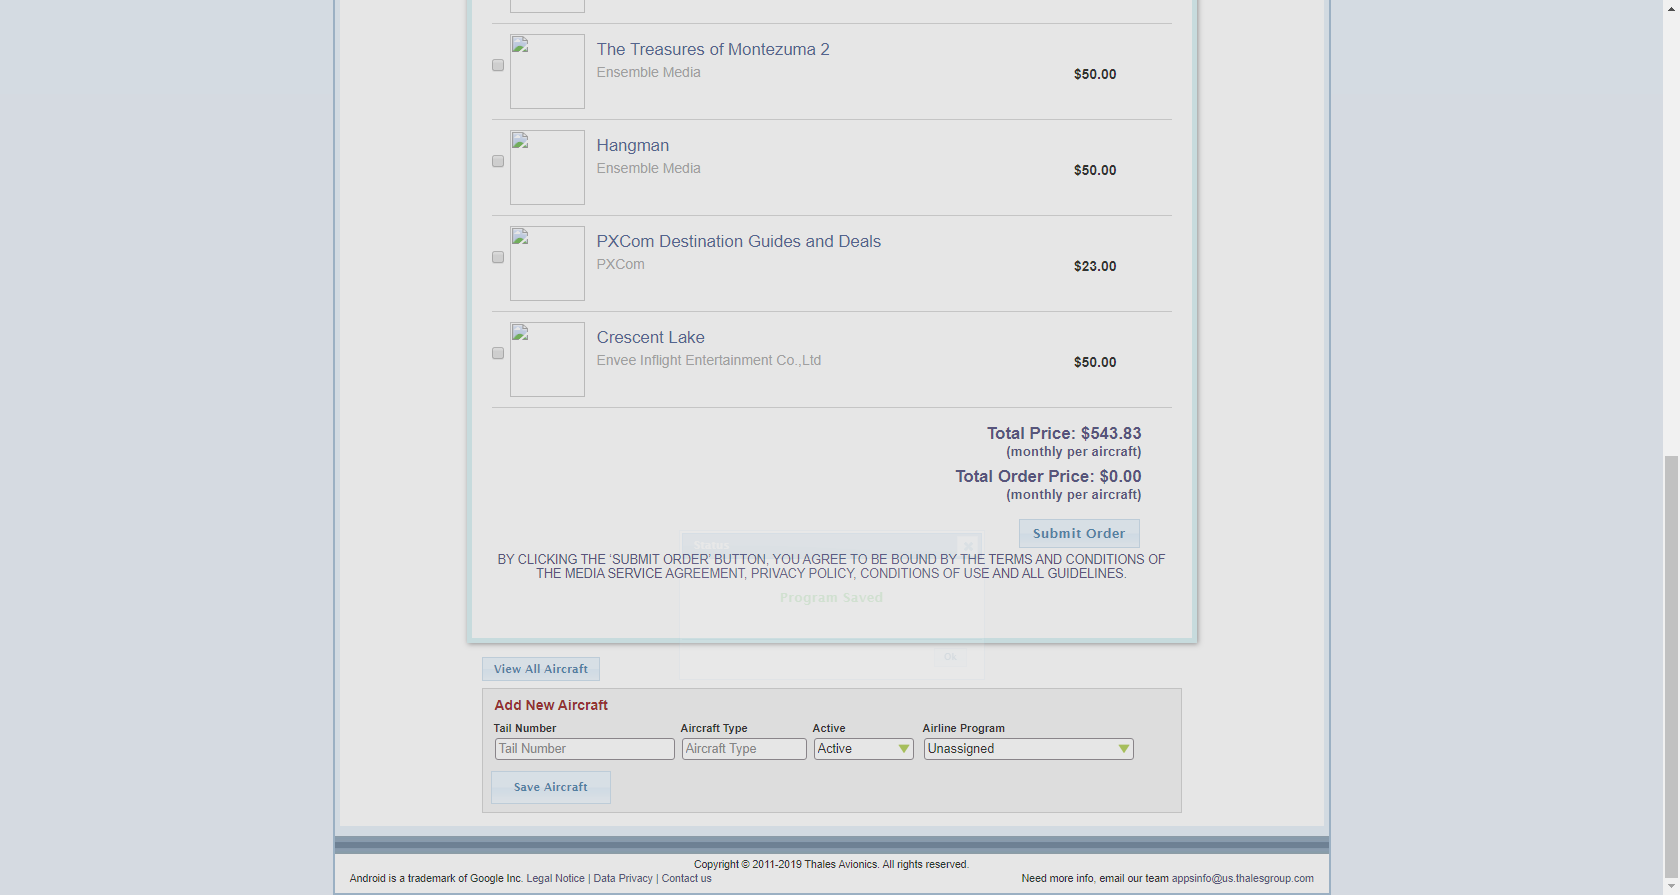 The Treasures of Montezuma 2
Ensemble Media
$50.00
Hangman
Ensemble Media
$50.00
PXCom Destination Guides and Deals
PXCom
$23.00
Crescent Lake
Envee Inflight Entertainment Co.,Ltd
$50.00
Total Price: $543.83
(monthly per aircraft)
Total Order Price: $0.00
(monthly per aircraft)
Submit Order
Status
BY CLICKING THE ‘SUBMIT ORDER’ BUTTON, YOU AGREE TO BE BOUND BY THE TERMS AND CONDITIONS OF
THE MEDIA SERVICE AGREEMENT, PRIVACY POLICY, CONDITIONS OF USE AND ALL GUIDELINES.
Program Saved
Ok
View All Aircraft
Add New Aircraft
Tail Number Aircraft Type Active Airline Program
Tail Number Aircraft Type Active Unassigned
Save Aircraft
Copyright © 2011-2019 Thales Avionics. All rights reserved.
Android is a trademark of Google Inc. Legal Notice | Data Privacy | Contact us
Need more info, email our team appsinfo@us.thalesgroup.com